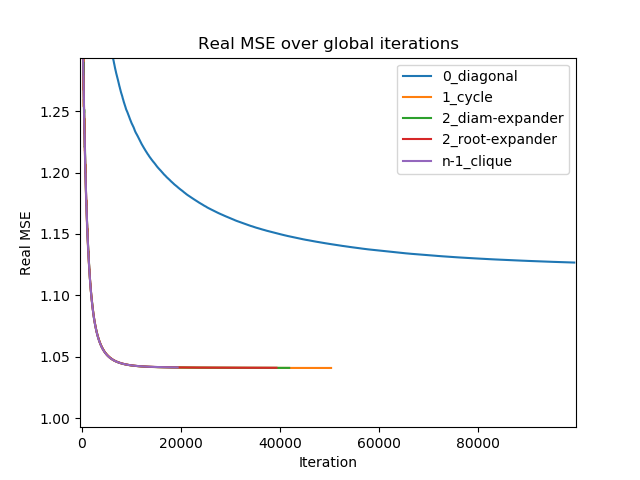 Real MSE over global iterations
0_diagonal
1_cycle
2_diam-expander
2_root-expander
n-1_clique
Real MSE
1.25
1.20
1.15
1.10
1.05
1.00
0 20000 40000 60000 80000
Iteration